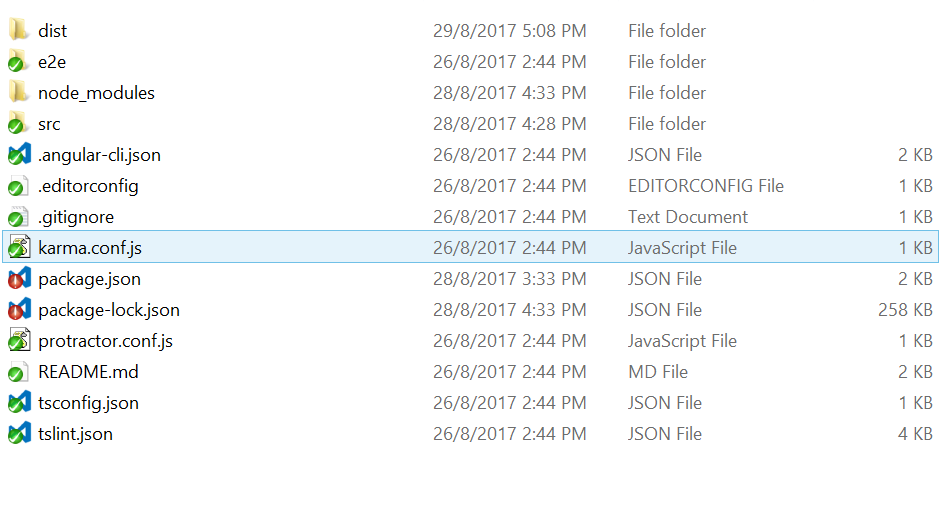 dist 29/8/2017 5:08 PM File folder
e2e 26/8/2017 2:44 PM File folder
node_modules 28/8/2017 4:33 PM File folder
src 28/8/2017 4:28 PM File folder
.angular-cli.json 26/8/2017 2:44 PM JSON File 2 KB
.editorconfig 26/8/2017 2:44 PM EDITORCONFIG File 1 KB
.gitignore 26/8/2017 2:44 PM Text Document 1 KB
karma.conf.js 26/8/2017 2:44 PM JavaScript File 1 KB
package.json 28/8/2017 3:33 PM JSON File 2 KB
package-lock.json 28/8/2017 4:33 PM JSON File 258 KB
protractor.conf.js 26/8/2017 2:44 PM JavaScript File 1 KB
README.md 26/8/2017 2:44 PM MD File 2 KB
tsconfig.json 26/8/2017 2:44 PM JSON File 1 KB
tslint.json 26/8/2017 2:44 PM JSON File 4 KB